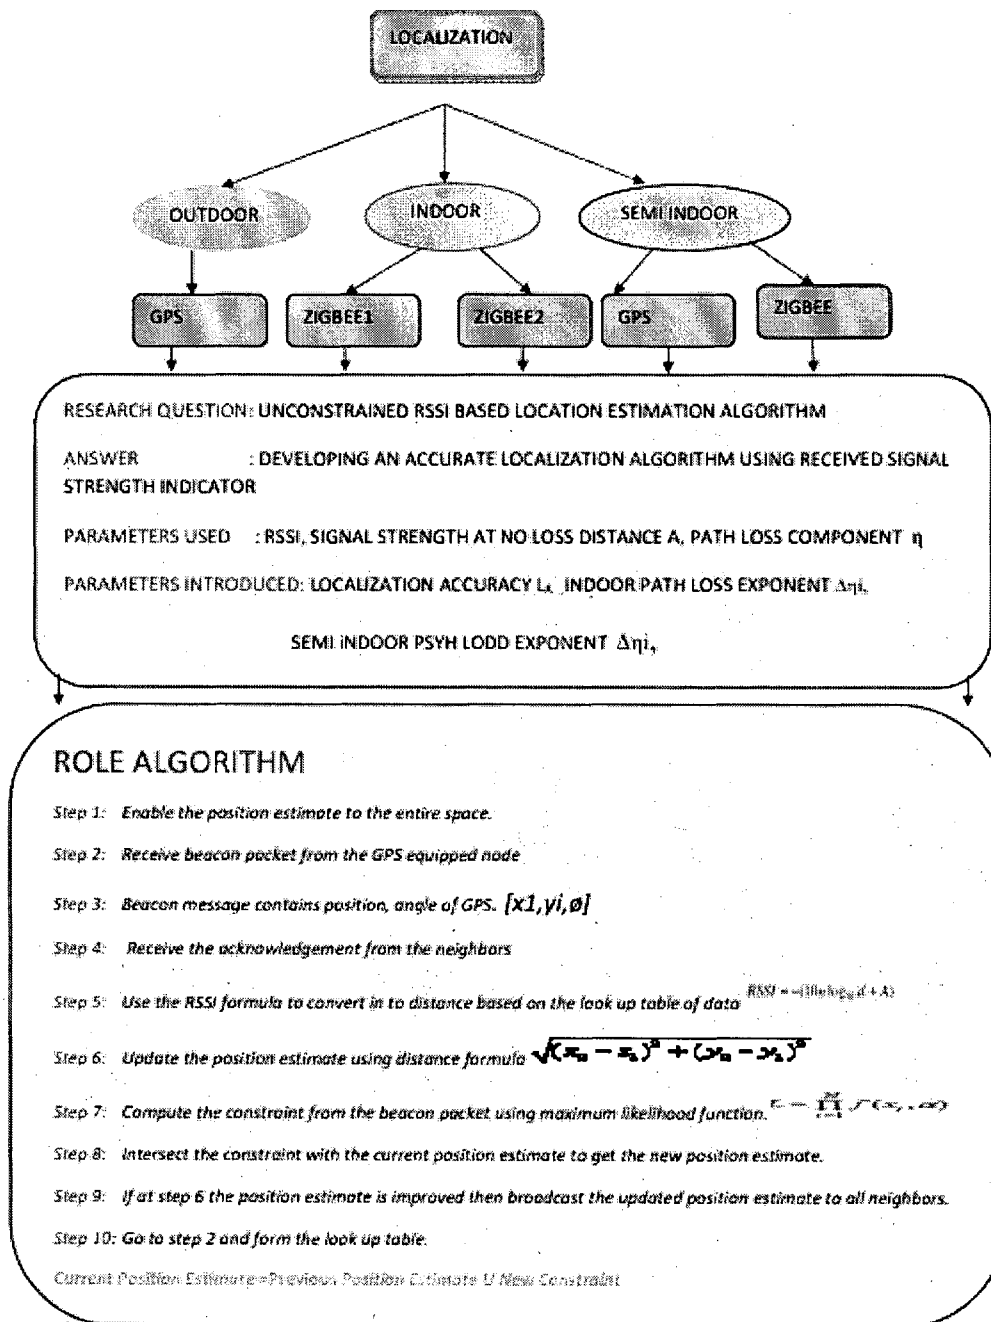 LOCALIZATION
OUTDOOR
INDOOR
SEMI INDOOR
GPS
ZIGBEE1
ZIGBEE2
GPS
ZIGBEE
RESEARCH QUESTION: UNCONSTRAINED RSSI BASED LOCATION ESTIMATION ALGORITHM
ANSWER : DEVELOPING AN ACCURATE LOCALIZATION ALGORITHM USING RECEIVED SIGNAL
STRENGTH INDICATOR
PARAMETERS USED : RSSI, SIGNAL STRENGTH AT NO LOSS DISTANCE A, PATH LOSS COMPONENT η
PARAMETERS INTRODUCED: LOCALIZATION ACCURACY INDOOR PATH LOSS EXPONENT Δηi,
SEMI INDOOR PSYH LODD EXPONENT Δηi,
ROLE ALGORITHM
Step 1: Enable the position estimate to the entire space.
Step 2: Receive beacon packet from the GPS equipped node
Step 3: Beacon message contains position, angle of GPS. [x1,yi,ø]
Step 4: Receive the acknowledgement from the neighbors
Step 5: Use the RSSI formula to convert in to distance based on the look up table of data
Step 6: Update the position estimate using distance formula
Step 7: Compute the constraint from the beacon packet using maximum likelihood function.
Step 8: Intersect the constraint with the current position estimate to get the new position estimate.
Step 9: If at step 6 the position estimate is improved then broadcast the updated position estimate to all neighbors.
Step 10: Go to step 2 and form the look up table.
Current Position Estimate=Previous Position Estimate U New Constraint